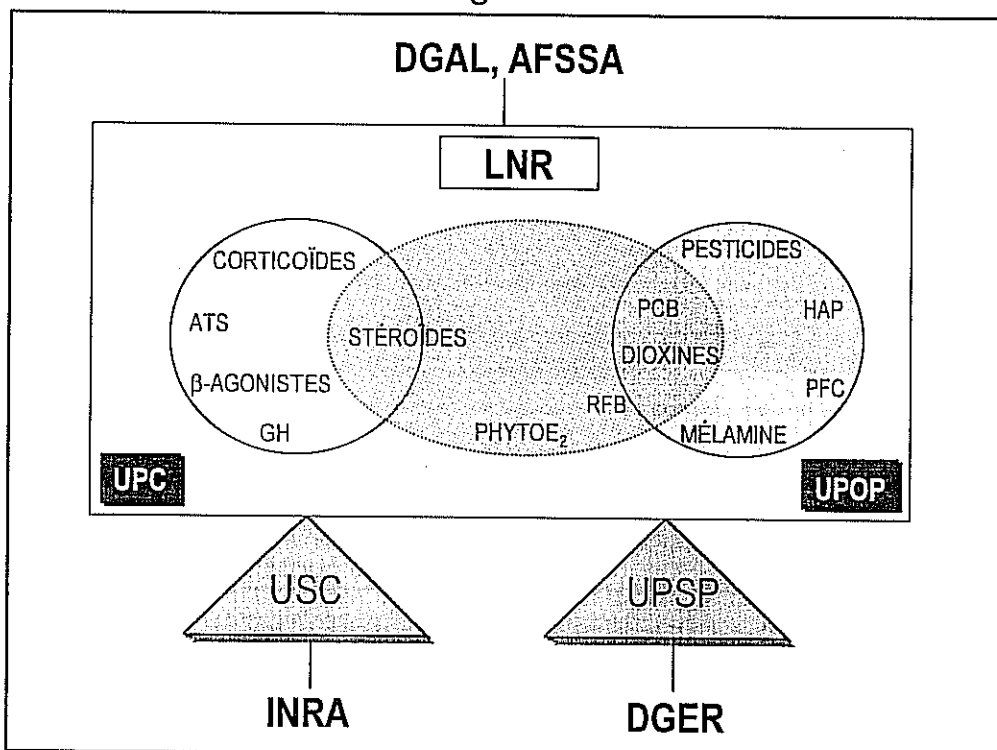 DGAL, AFSSA
LNR
CORTICOÏDES
ATS
STÉROÏDES
β-AGONISTES
GH
PHYTOE₂
PESTICIDES
PCB
HAP
DIOXINES
RFB
PFC
MÉLAMINE
UPC
UPOP
USC
UPSP
INRA
DGER